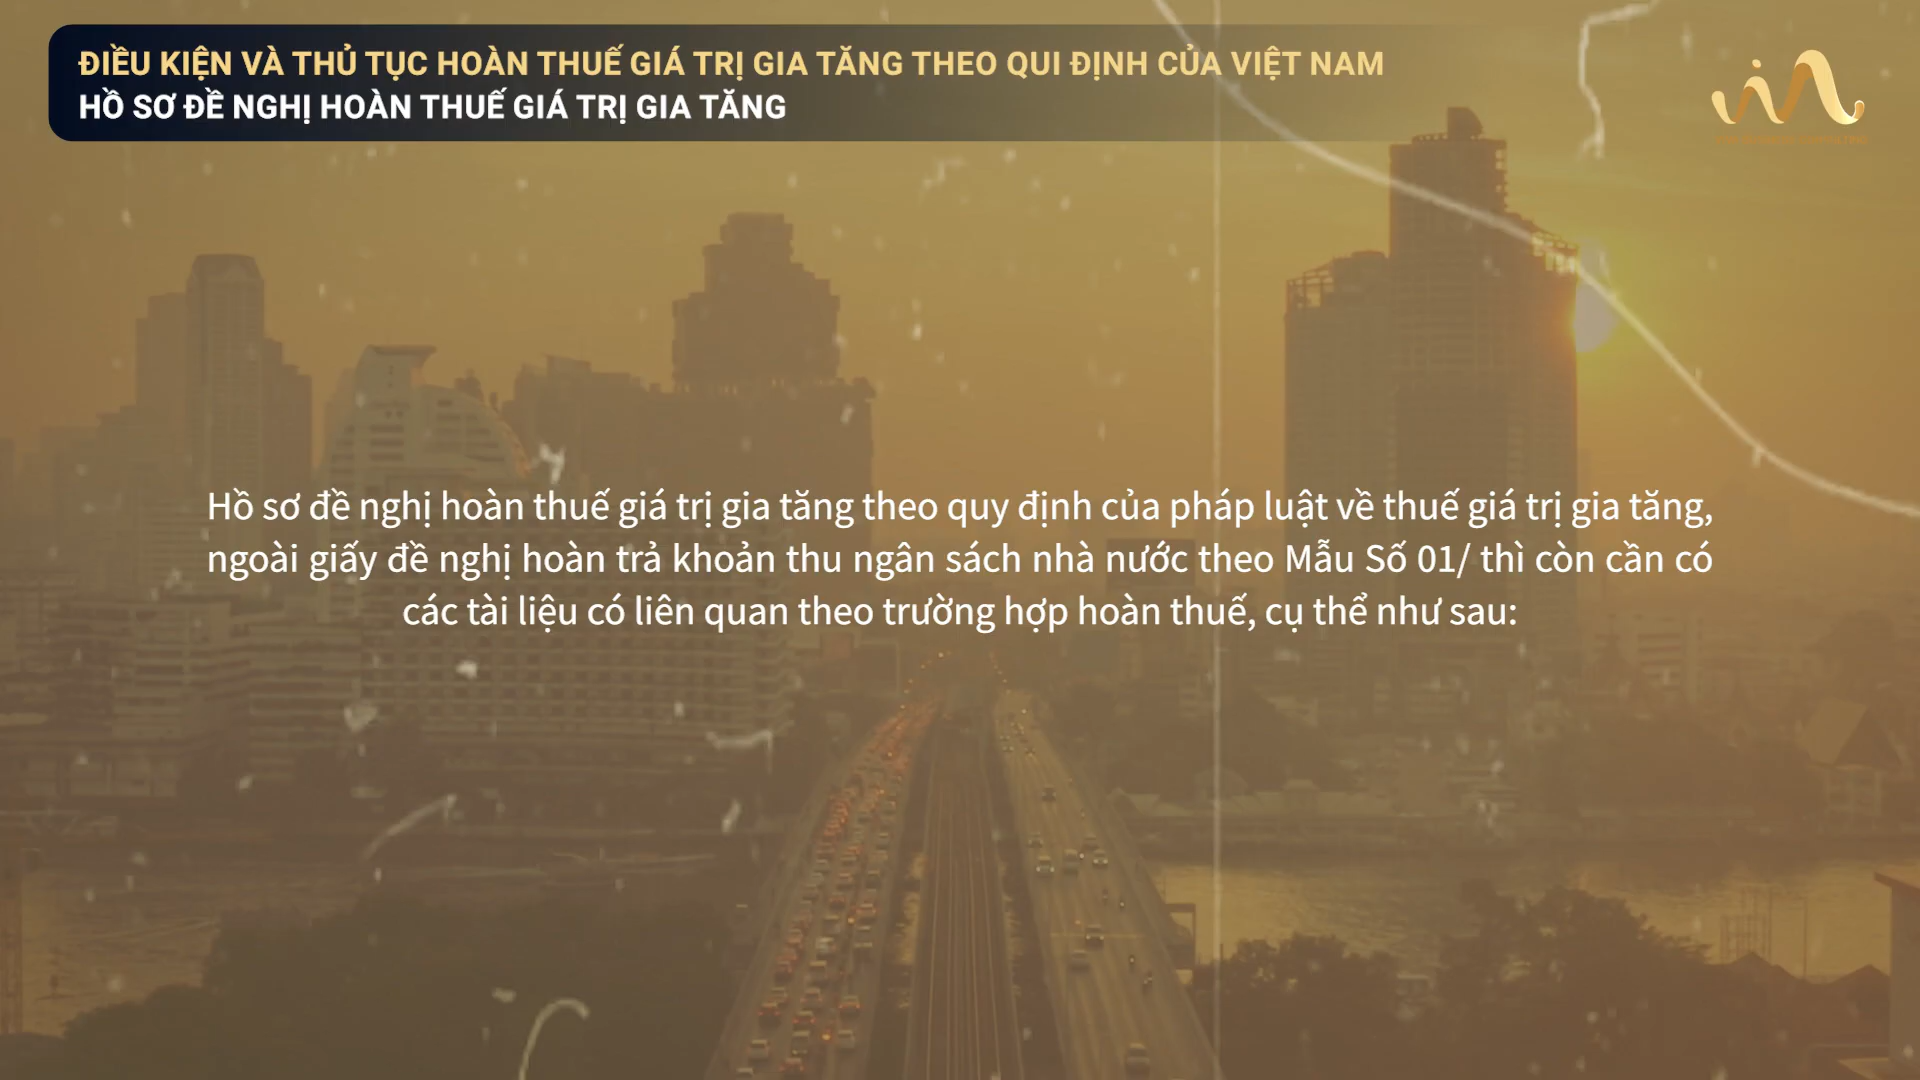 ĐIỀU KIỆN VÀ THỦ TỤC HOÀN THUẾ GIÁ TRỊ GIA TĂNG THEO QUI ĐỊNH CỦA VIỆT NAM
HỒ SƠ ĐỀ NGHỊ HOÀN THUẾ GIÁ TRỊ GIA TĂNG
Hồ sơ đề nghị hoàn thuế giá trị gia tăng theo quy định của pháp luật về thuế giá trị gia tăng,
ngoài giấy đề nghị hoàn trả khoản thu ngân sách nhà nước theo Mẫu Số 01/ thì còn cần có
các tài liệu có liên quan theo trường hợp hoàn thuế, cụ thể như sau: